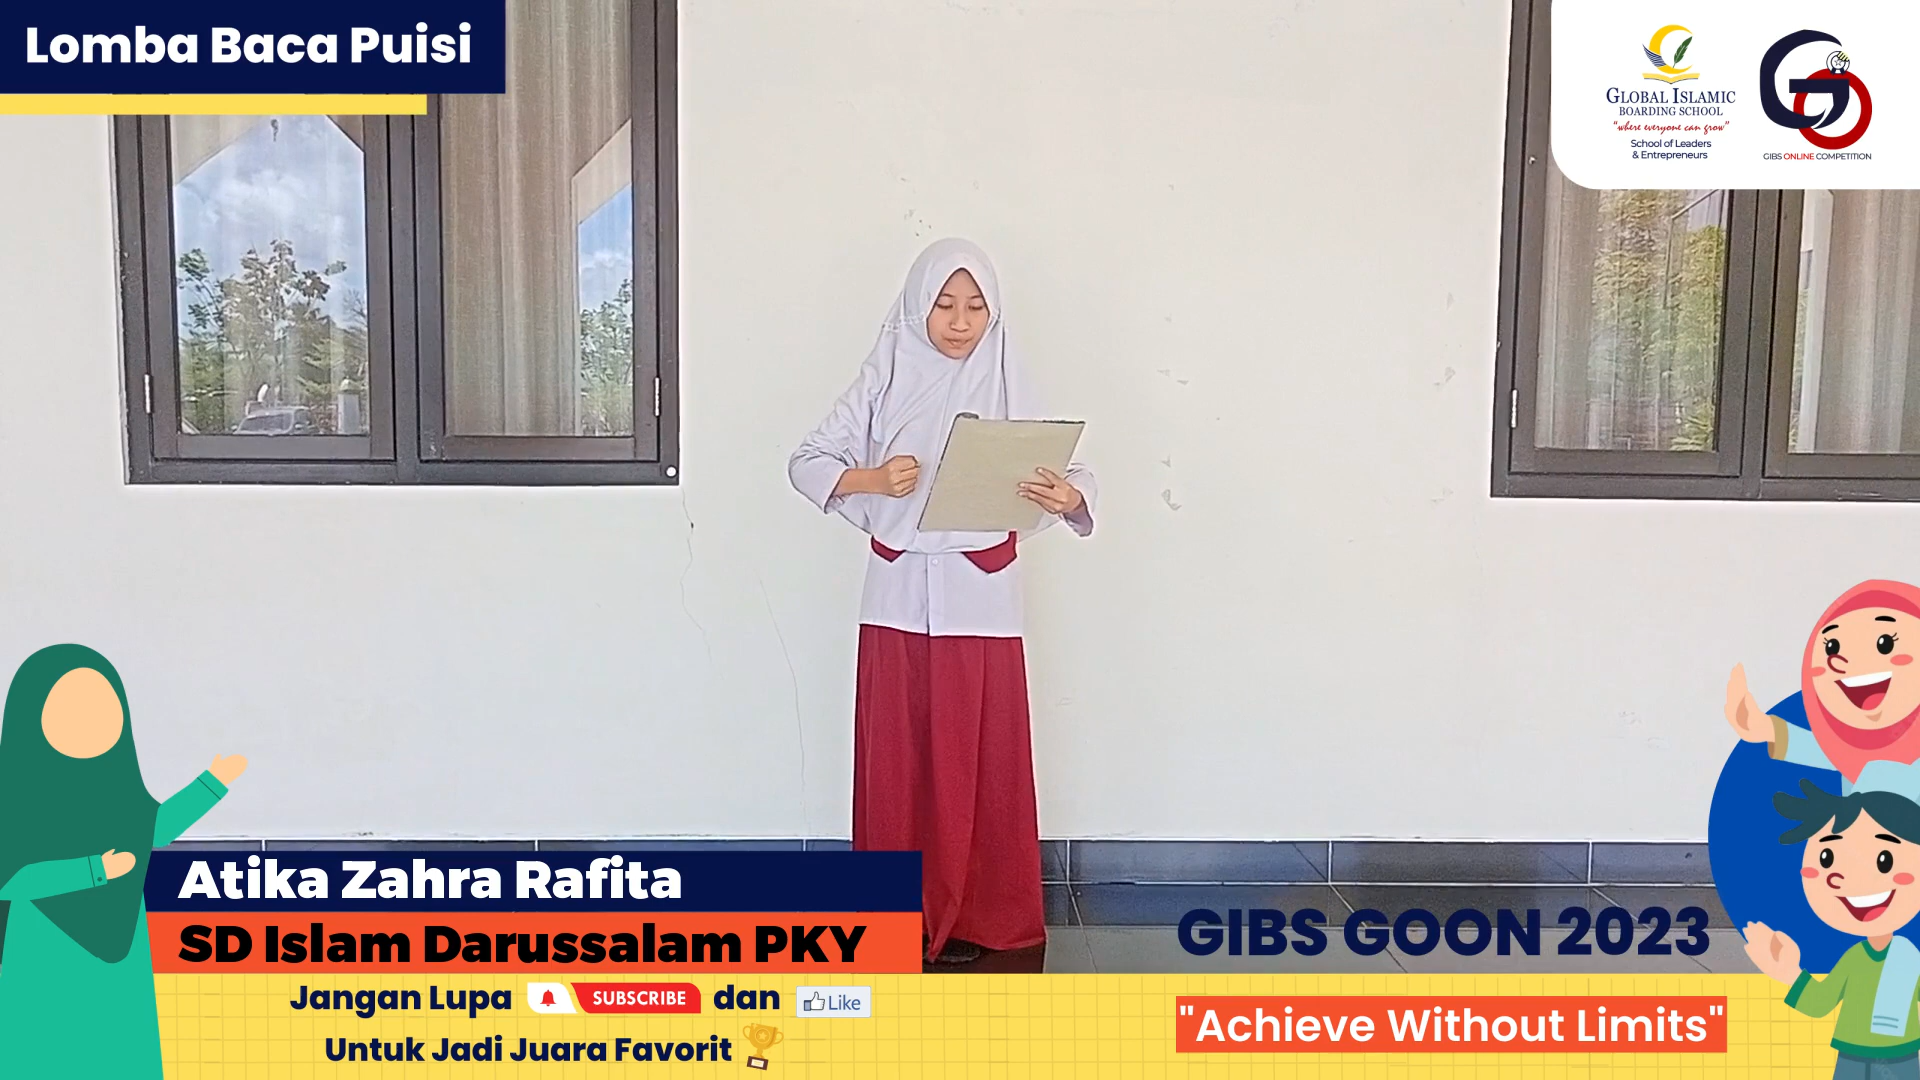 Lomba Baca Puisi
GLOBAL ISLAMIC
BOARDING SCHOOL
"where everyone can grow"
School of Leaders
& Entrepreneurs
GIBS ONLINE COMPETITION
Atika Zahra Rafita
SD Islam Darussalam PKY
Jangan Lupa SUBSCRIBE dan Like
Untuk Jadi Juara Favorit
GIBS GOON 2023
"Achieve Without Limits"